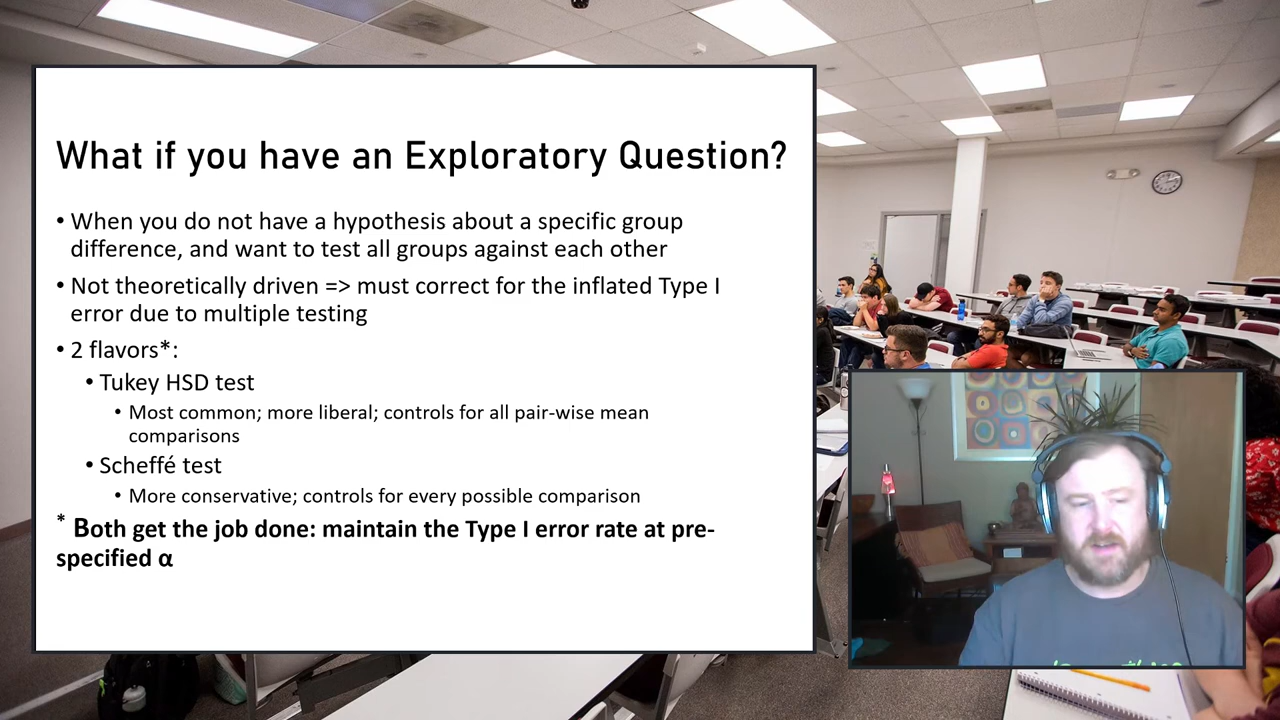 What if you have an Exploratory Question?
• When you do not have a hypothesis about a specific group
difference, and want to test all groups against each other
• Not theoretically driven => must correct for the inflated Type I
error due to multiple testing
• 2 flavors*:
• Tukey HSD test
• Most common; more liberal; controls for all pair-wise mean
comparisons
• Scheffé test
• More conservative; controls for every possible comparison
* Both get the job done: maintain the Type I error rate at pre-
specified α